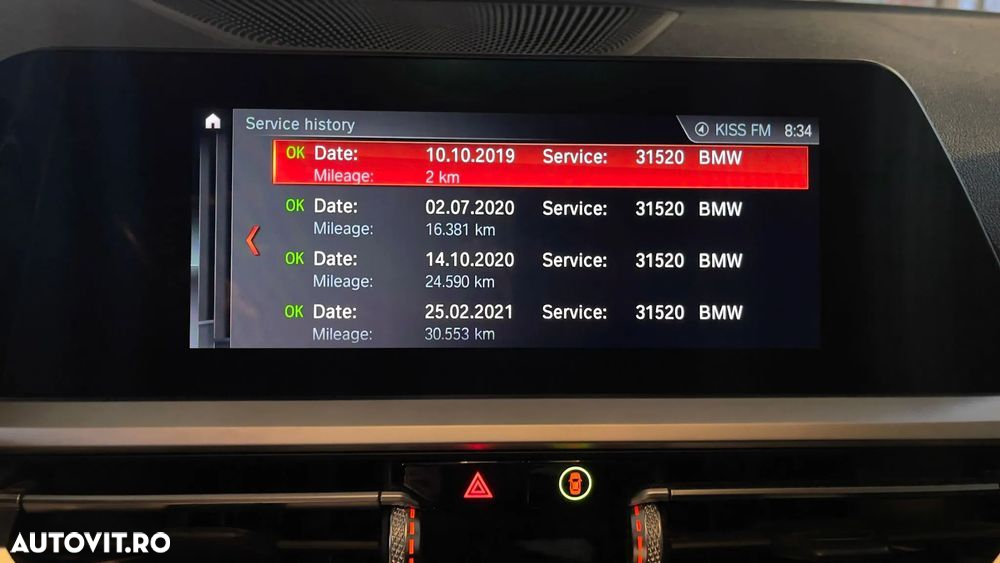 Service history
KISS FM 8:34
OK Date: 10.10.2019 Service: 31520 BMW
Mileage: 2 km
OK Date: 02.07.2020 Service: 31520 BMW
Mileage: 16.381 km
OK Date: 14.10.2020 Service: 31520 BMW
Mileage: 24.590 km
OK Date: 25.02.2021 Service: 31520 BMW
Mileage: 30.553 km
AUTOVIT.RO